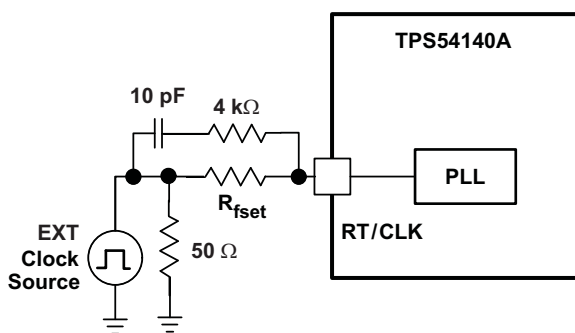 TPS54140A
10 pF
4 kΩ
PLL
Rfset
RT/CLK
EXT
Clock
Source
50 Ω